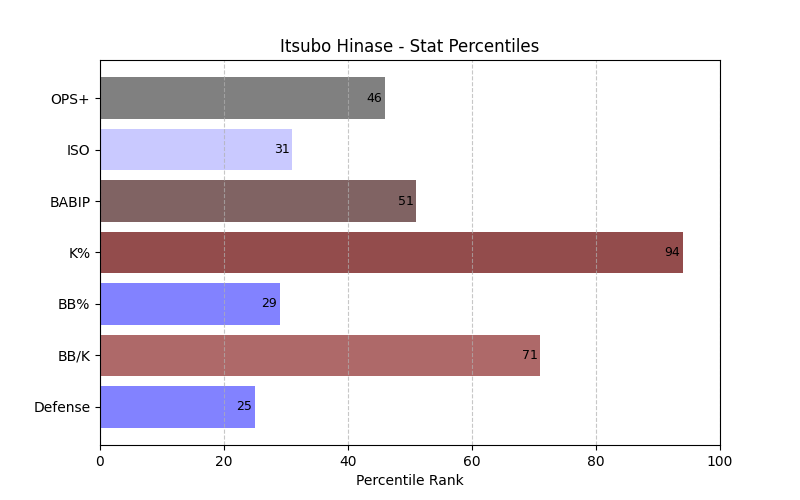 Itsubo Hinase - Stat Percentiles
OPS+ 46
ISO 31
BABIP 51
K% 94
BB% 29
BB/K 71
Defense 25
0 20 40 60 80 100
Percentile Rank